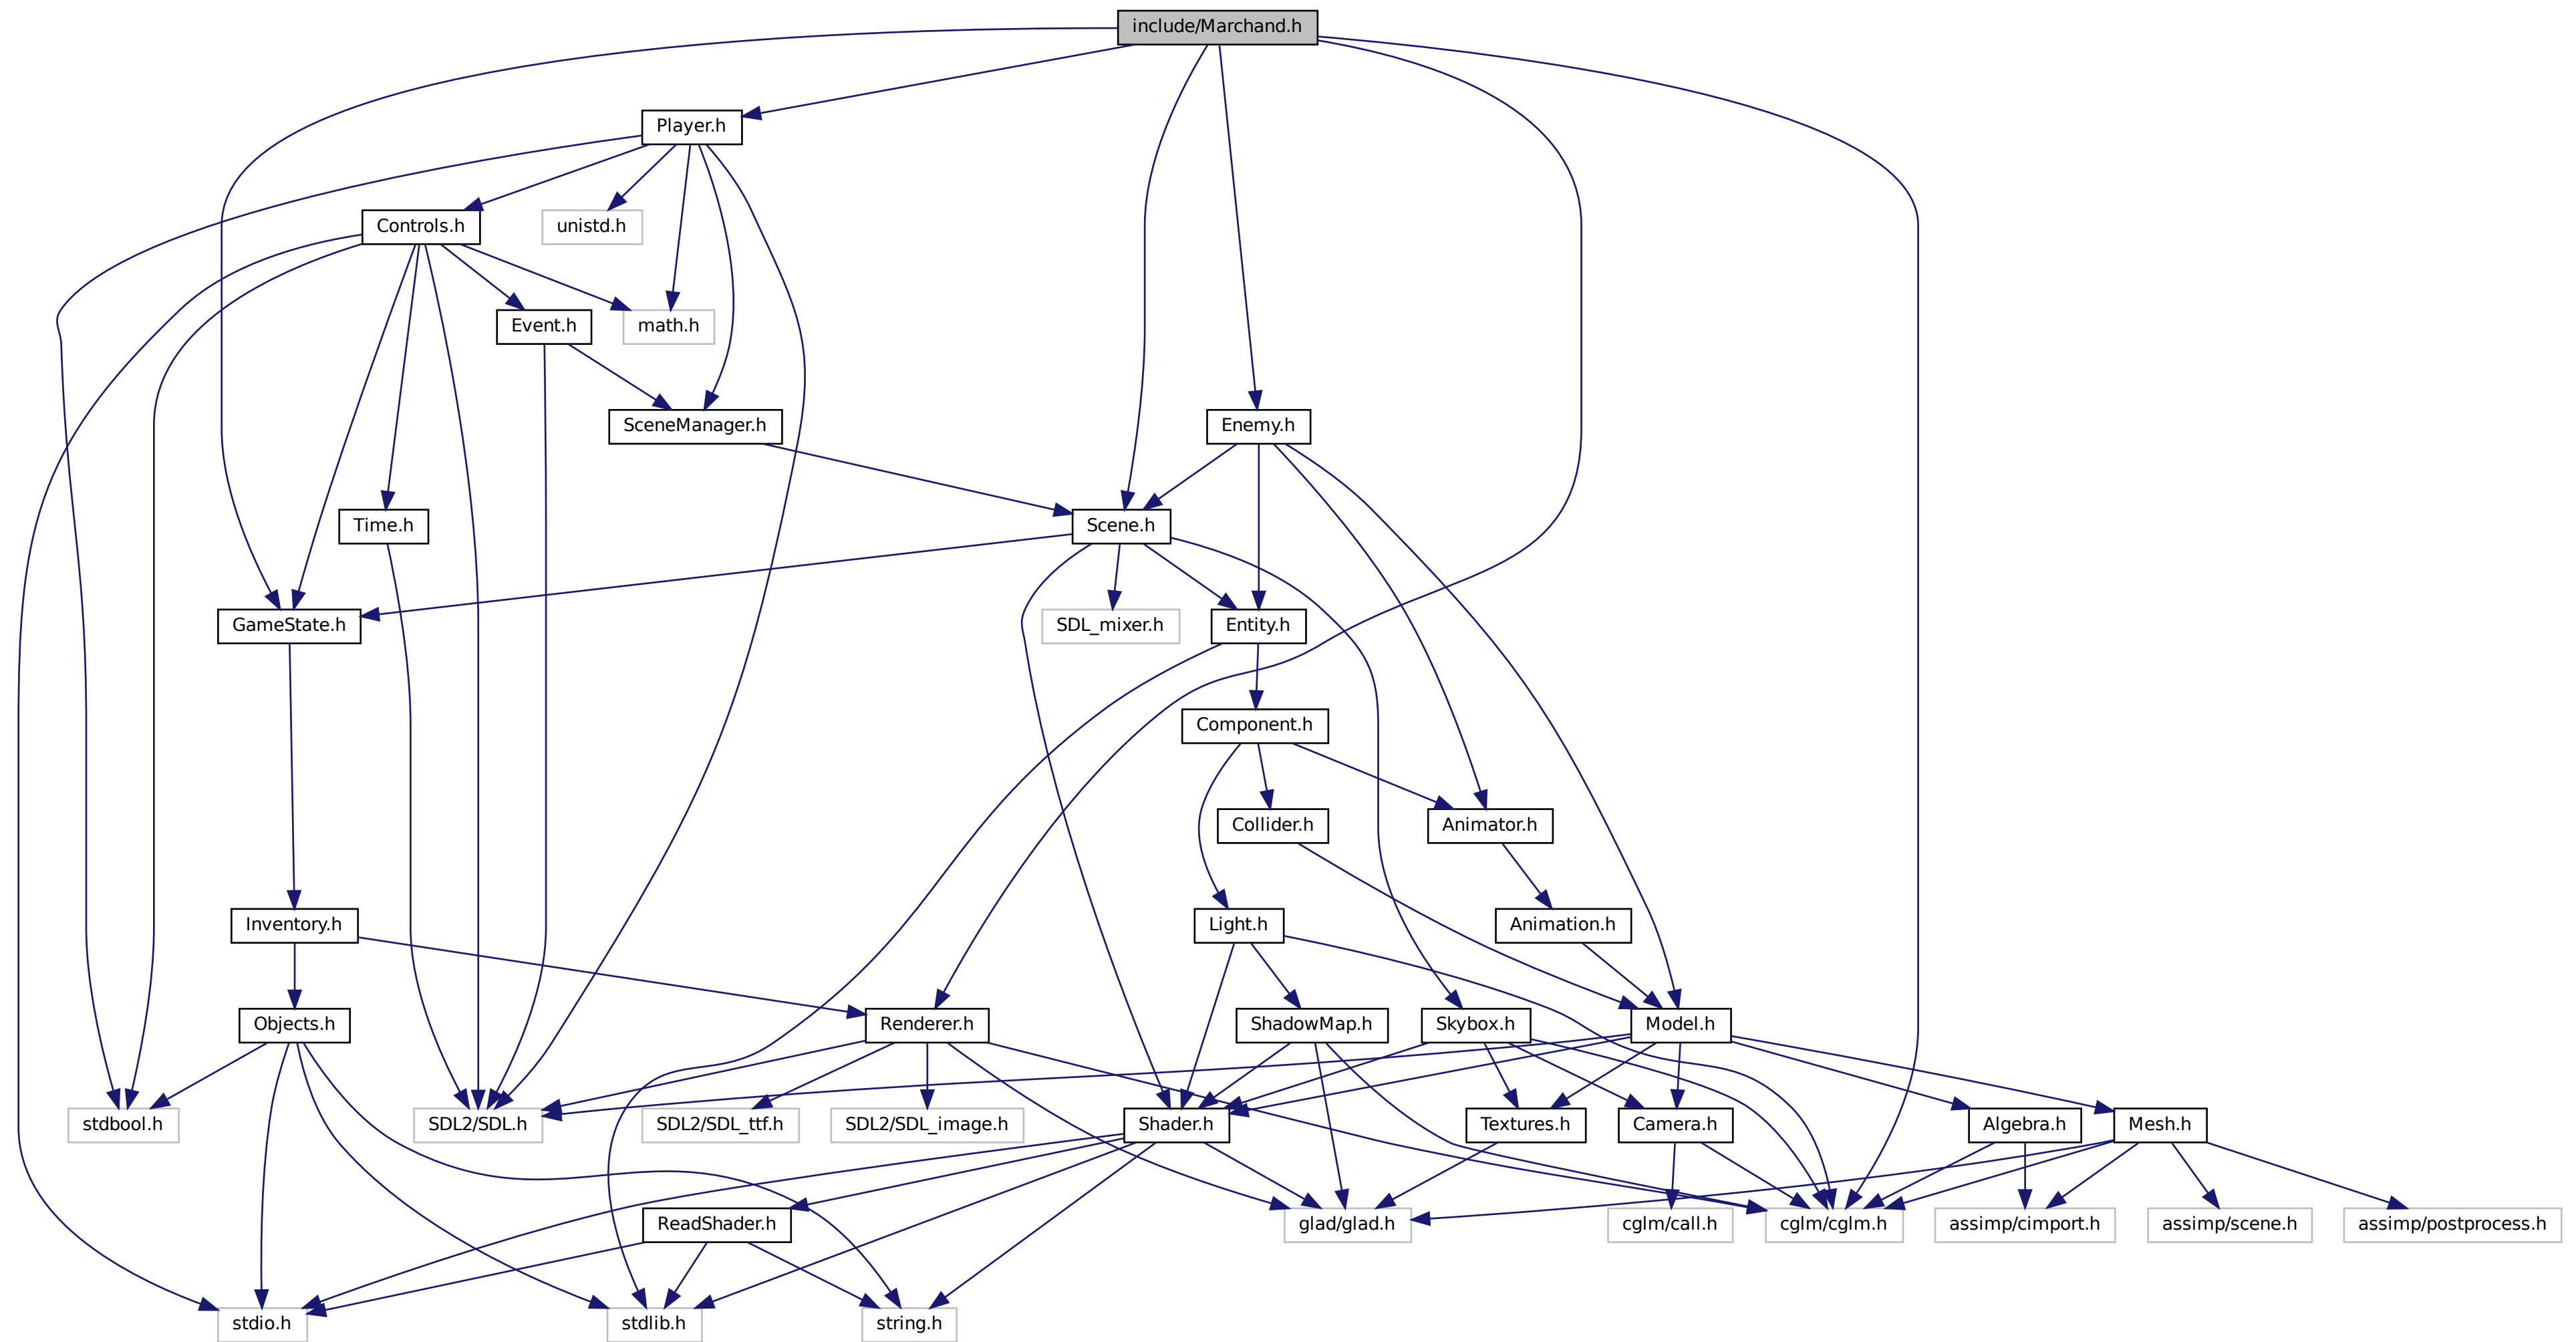 include/Marchand.h
Player.h
Controls.h
unistd.h
Event.h
math.h
SceneManager.h
Enemy.h
Time.h
Scene.h
GameState.h
SDL_mixer.h
Entity.h
Component.h
Collider.h
Animator.h
Inventory.h
Light.h
Animation.h
Objects.h
Renderer.h
ShadowMap.h
Skybox.h
Model.h
stdbool.h
SDL2/SDL.h
SDL2/SDL_ttf.h
SDL2/SDL_image.h
Shader.h
Textures.h
Camera.h
Algebra.h
Mesh.h
ReadShader.h
glad/glad.h
cglm/call.h
cglm/cglm.h
assimp/cimport.h
assimp/scene.h
assimp/postprocess.h
stdio.h
stdlib.h
string.h